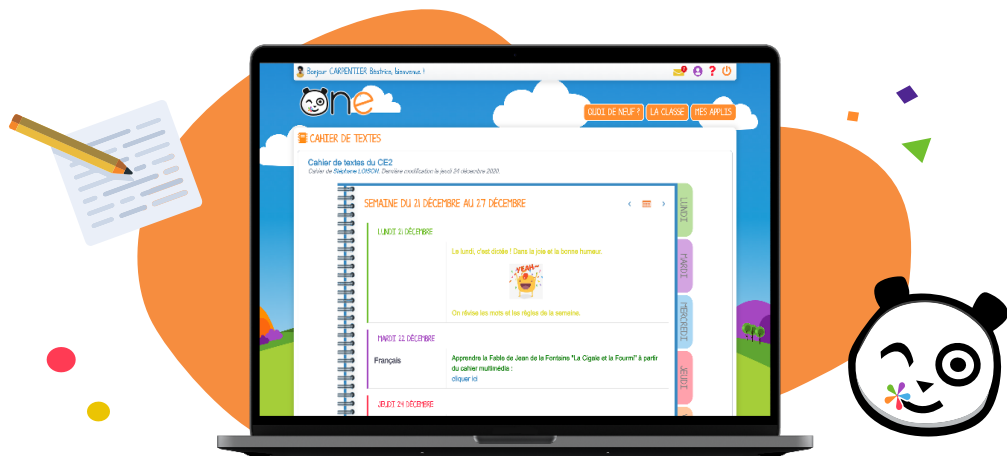 Bonjour CARPENTIER Béatrice, bienvenue !
One
QUOI DE NEUF ?
LA CLASSE
MES APPLIS
CAHIER DE TEXTES
Cahier de textes du CE2
Cahier de Stéphane LOISON. Dernière modification le jeudi 24 décembre 2020.
SEMAINE DU 21 DÉCEMBRE AU 27 DÉCEMBRE
LUNDI 21 DÉCEMBRE
Le lundi, c'est dictée ! Dans la joie et la bonne humeur.
YEAH
On révise les mots et les règles de la semaine.
MARDI 22 DÉCEMBRE
Français
Apprendre la Fable de Jean de la Fontaine "La Cigale et la Fourmi" à partir
du cahier multimédia :
cliquer ici
JEUDI 24 DÉCEMBRE
LUNDI
MARDI
MERCREDI
JEUDI